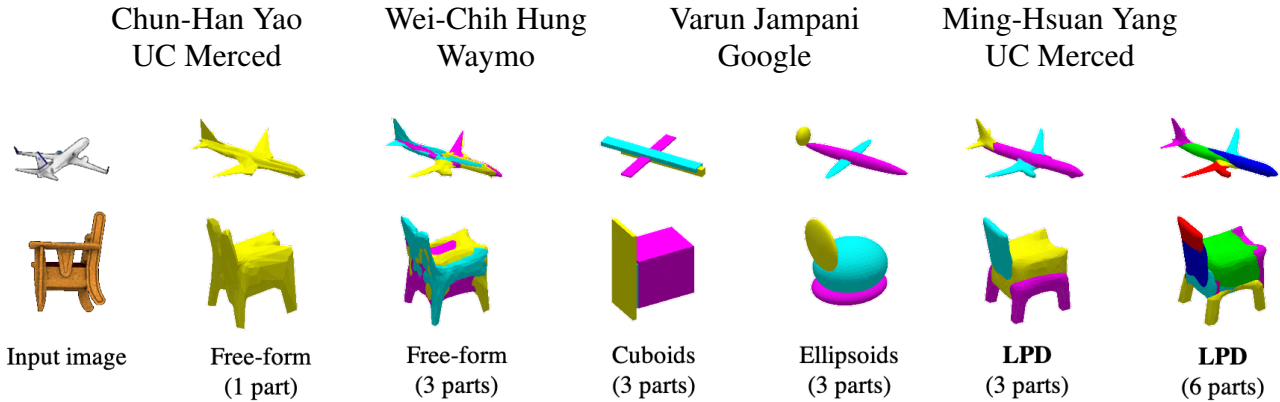 Chun-Han Yao Wei-Chih Hung Varun Jampani Ming-Hsuan Yang
UC Merced Waymo Google UC Merced
Input image Free-form Free-form Cuboids Ellipsoids LPD LPD
(1 part) (3 parts) (3 parts) (3 parts) (3 parts) (6 parts)